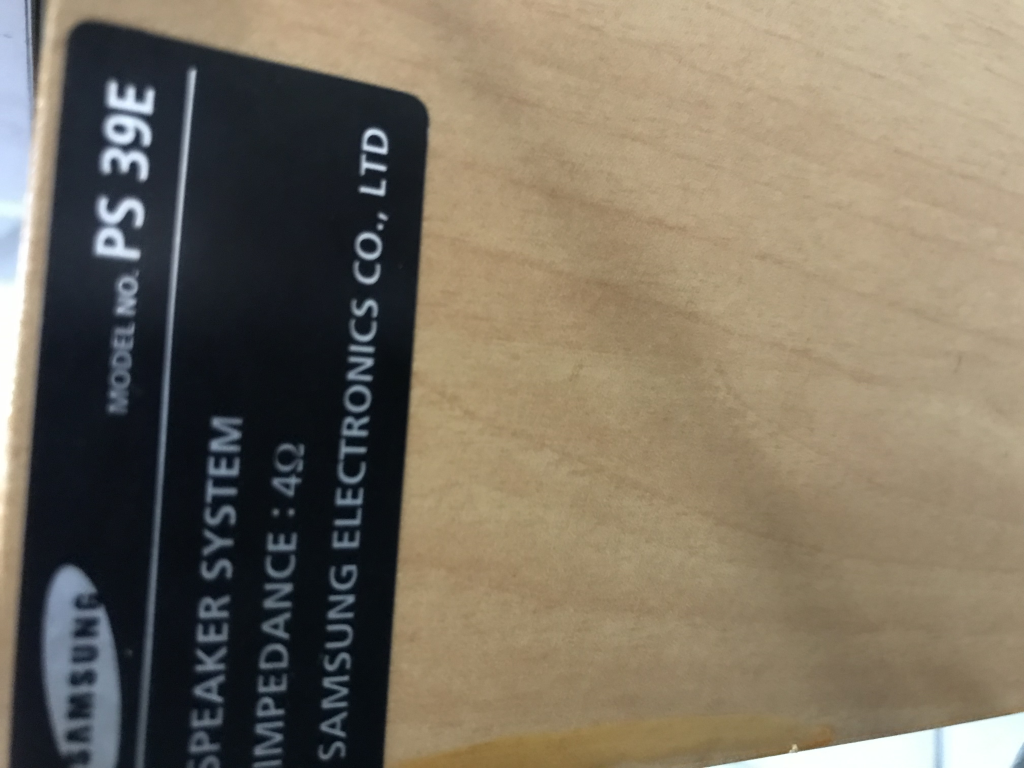 SAMSUNG
MODEL NO. PS 39E
SPEAKER SYSTEM
IMPEDANCE : 4Ω
SAMSUNG ELECTRONICS CO., LTD